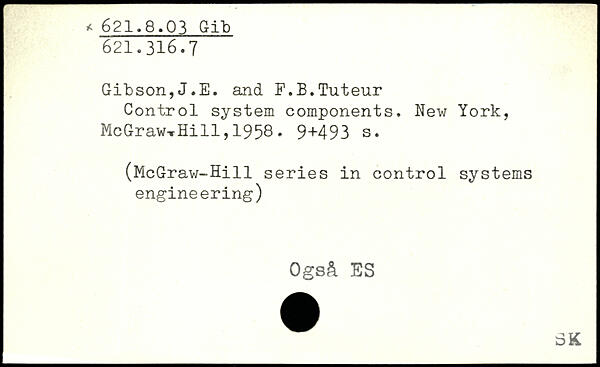 × 621.8.03 Gib
621.316.7
Gibson,J.E. and F.B.Tuteur
Control system components. New York,
McGraw-Hill,1958. 9+493 s.
(McGraw-Hill series in control systems
engineering)
Også ES
SK